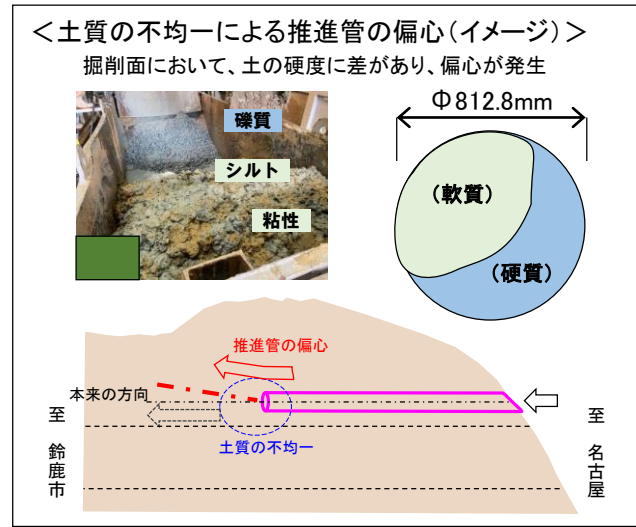 ＜土質の不均一による推進管の偏心(イメージ)＞
掘削面において、土の硬度に差があり、偏心が発生
礫質
シルト
粘性
Φ812.8mm
(軟質)
(硬質)
推進管の偏心
本来の方向
土質の不均一
至 鈴鹿市
至 名古屋